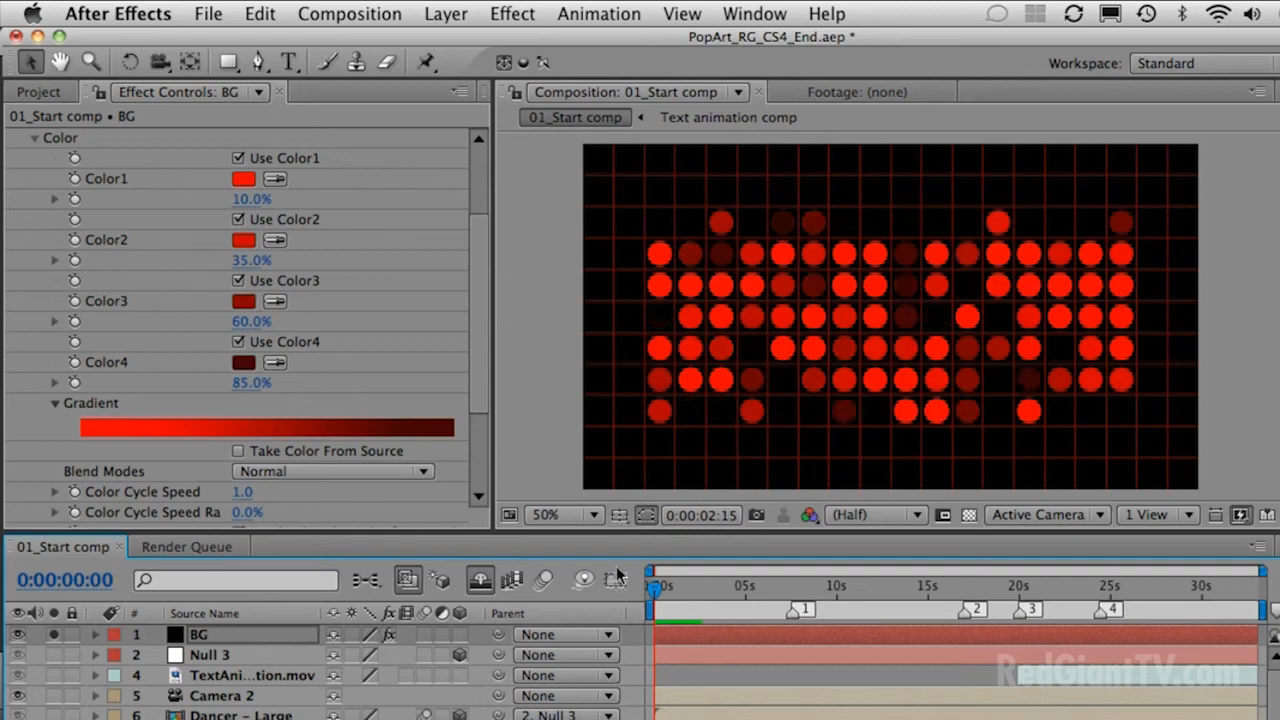 After Effects File Edit Composition Layer Effect Animation View Window Help
PopArt_RG_CS4_End.aep *
Workspace: Standard
Project Effect Controls: BG Composition: 01_Start comp Footage: (none)
01_Start comp • BG
01_Start comp Text animation comp
Color
Use Color1
Color1
10.0%
Use Color2
Color2
35.0%
Use Color3
Color3
60.0%
Use Color4
Color4
85.0%
Gradient
Take Color From Source
Blend Modes Normal
Color Cycle Speed 1.0
Color Cycle Speed Ra 0.0%
50% 0:00:02:15 (Half) Active Camera 1 View
01_Start comp Render Queue
0:00:00:00
00s 05s 10s 15s 20s 25s 30s
1 2 3 4
# Source Name fx Parent
1 BG fx None
2 Null 3 None
4 TextAni...tion.mov None
5 Camera 2 None
6 Dancer – Large 2. Null 3
RedGiantTV.com